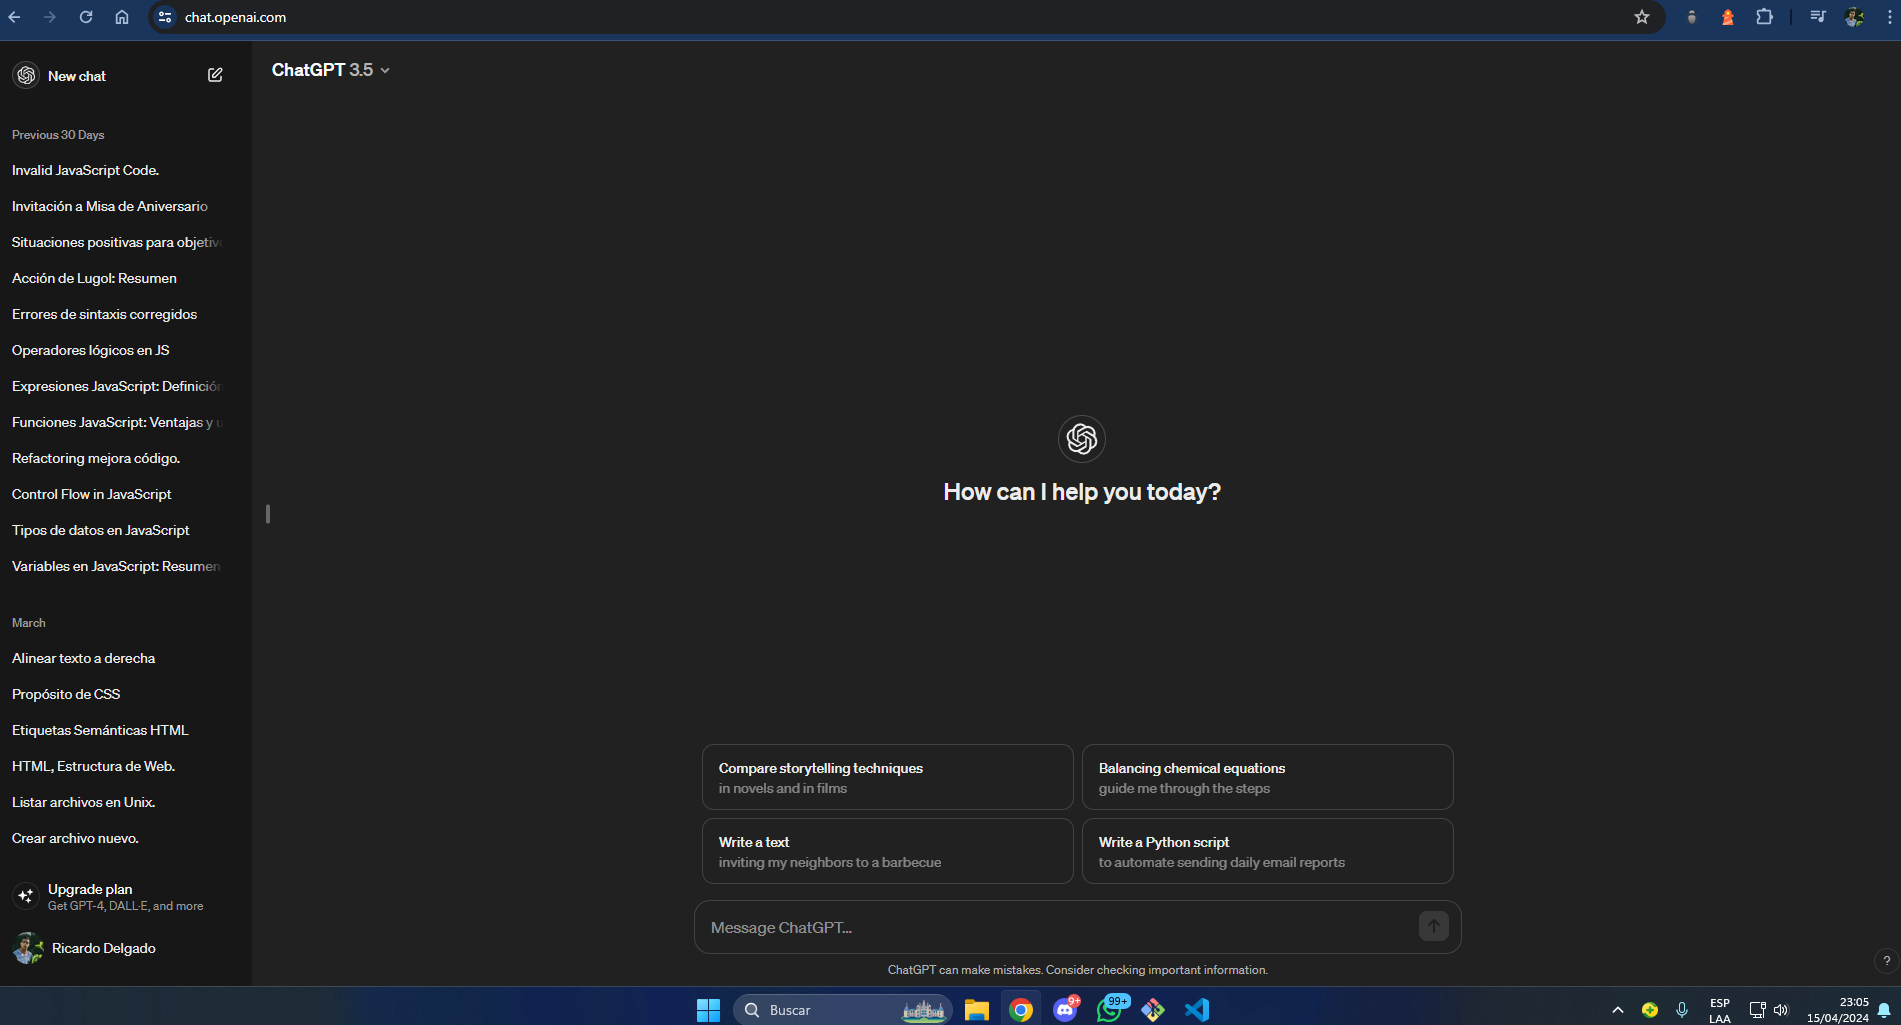 chat.openai.com
New chat
ChatGPT 3.5
Previous 30 Days
Invalid JavaScript Code.
Invitación a Misa de Aniversario
Situaciones positivas para objetivo
Acción de Lugol: Resumen
Errores de sintaxis corregidos
Operadores lógicos en JS
Expresiones JavaScript: Definición
Funciones JavaScript: Ventajas y u
Refactoring mejora código.
Control Flow in JavaScript
Tipos de datos en JavaScript
Variables en JavaScript: Resumen
March
Alinear texto a derecha
Propósito de CSS
Etiquetas Semánticas HTML
HTML, Estructura de Web.
Listar archivos en Unix.
Crear archivo nuevo.
Upgrade plan
Get GPT-4, DALL·E, and more
Ricardo Delgado
How can I help you today?
Compare storytelling techniques
in novels and in films
Balancing chemical equations
guide me through the steps
Write a text
inviting my neighbors to a barbecue
Write a Python script
to automate sending daily email reports
Message ChatGPT...
ChatGPT can make mistakes. Consider checking important information.
?
Buscar
9+
99+
ESP
LAA
23:05
15/04/2024